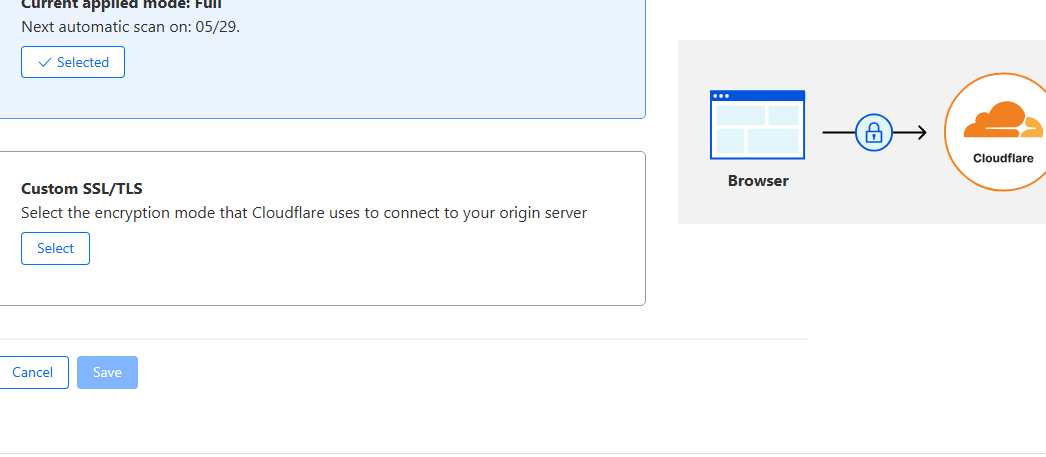 Current applied mode: Full
Next automatic scan on: 05/29.
Selected
Browser
Cloudflare
Custom SSL/TLS
Select the encryption mode that Cloudflare uses to connect to your origin server
Select
Cancel
Save